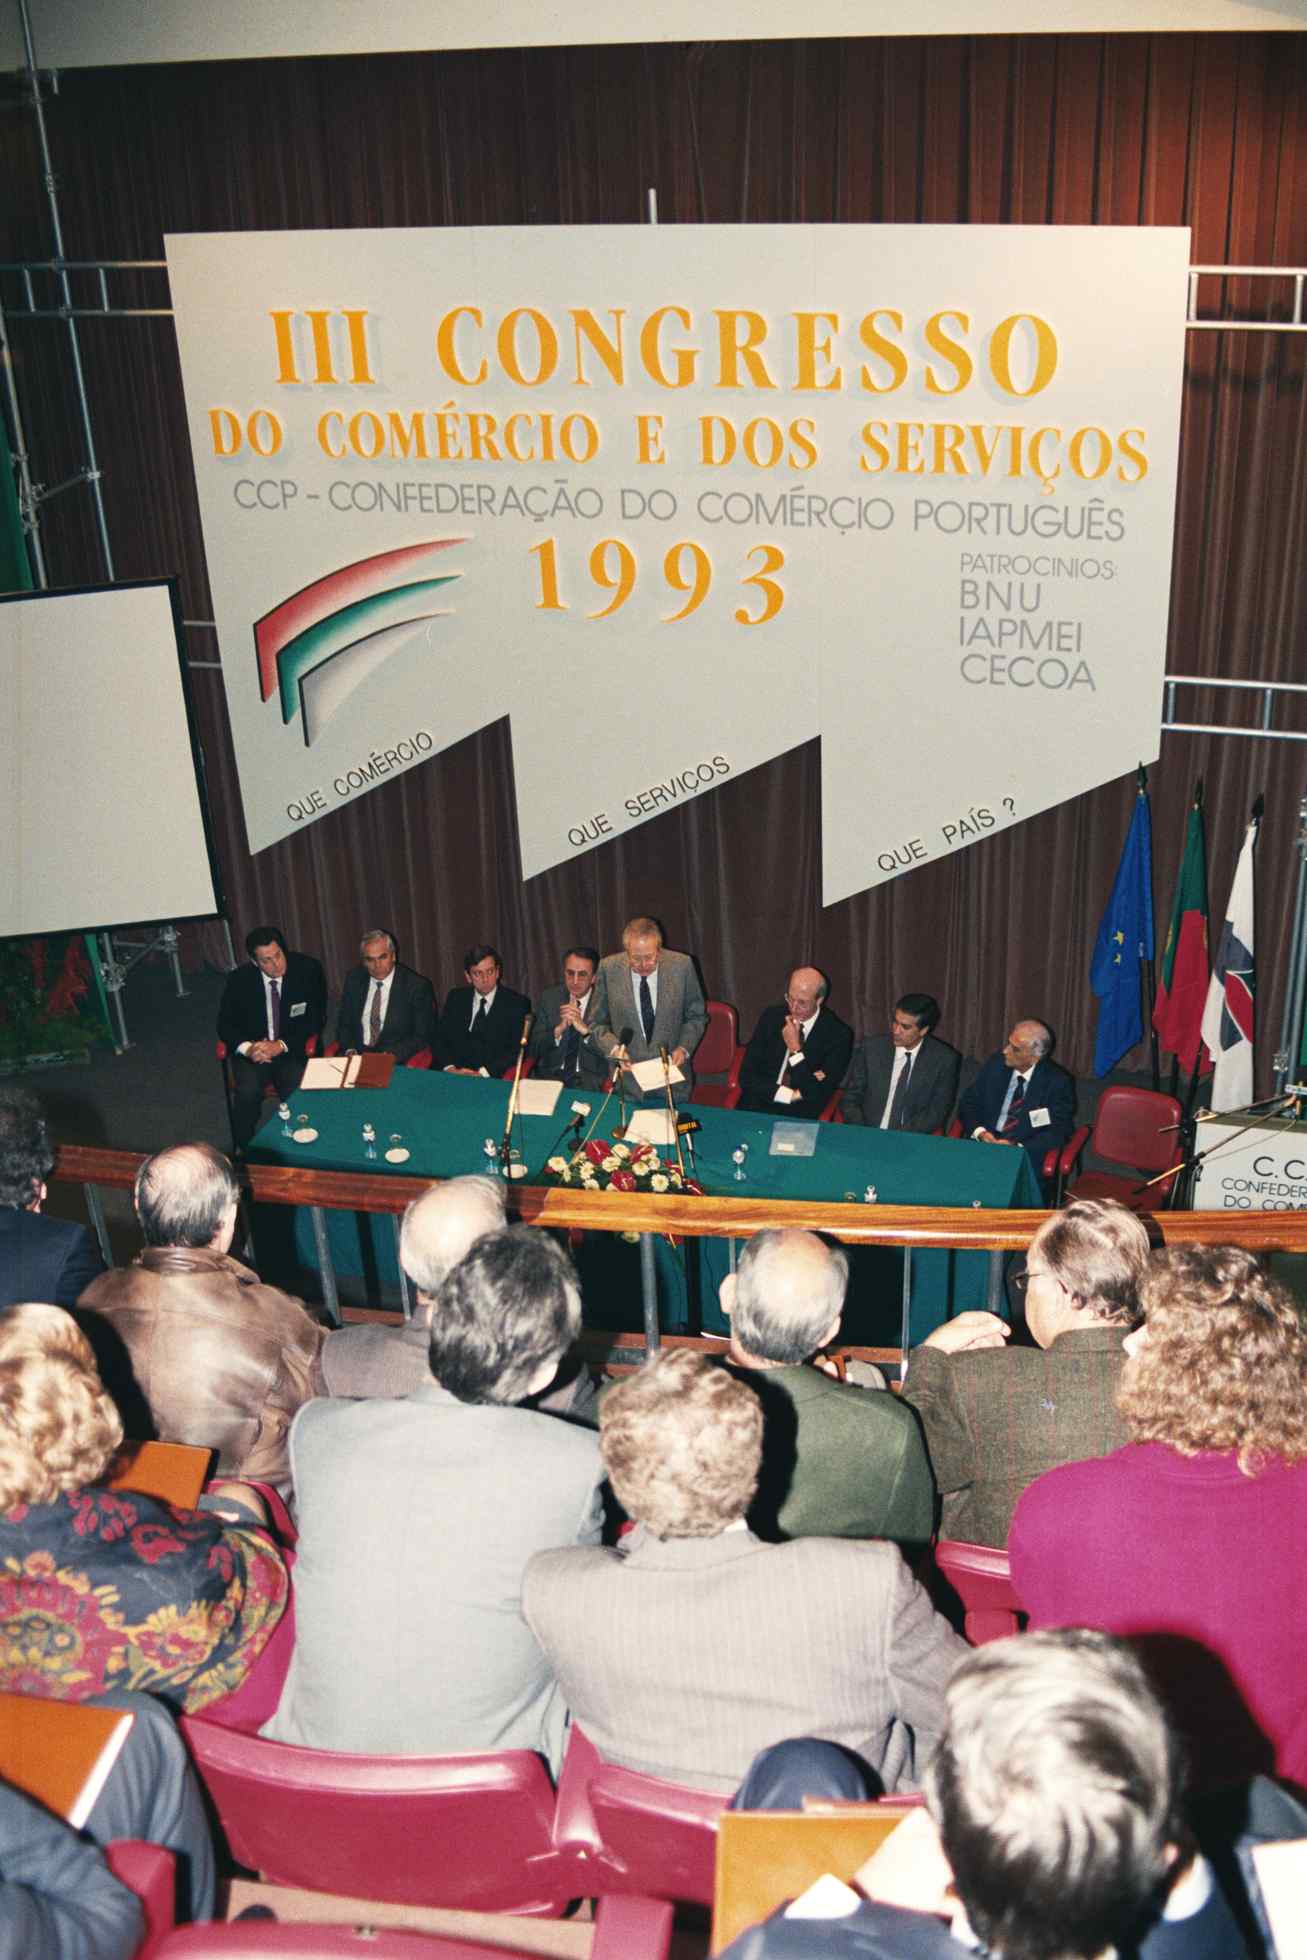 III CONGRESSO
DO COMÉRCIO E DOS SERVIÇOS
CCP - CONFEDERAÇÃO DO COMÉRCIO PORTUGUÊS
1993
PATROCINIOS:
BNU
IAPMEI
CECOA
QUE COMÉRCIO
QUE SERVIÇOS
QUE PAÍS ?
C.C
CONFEDER
DO COM